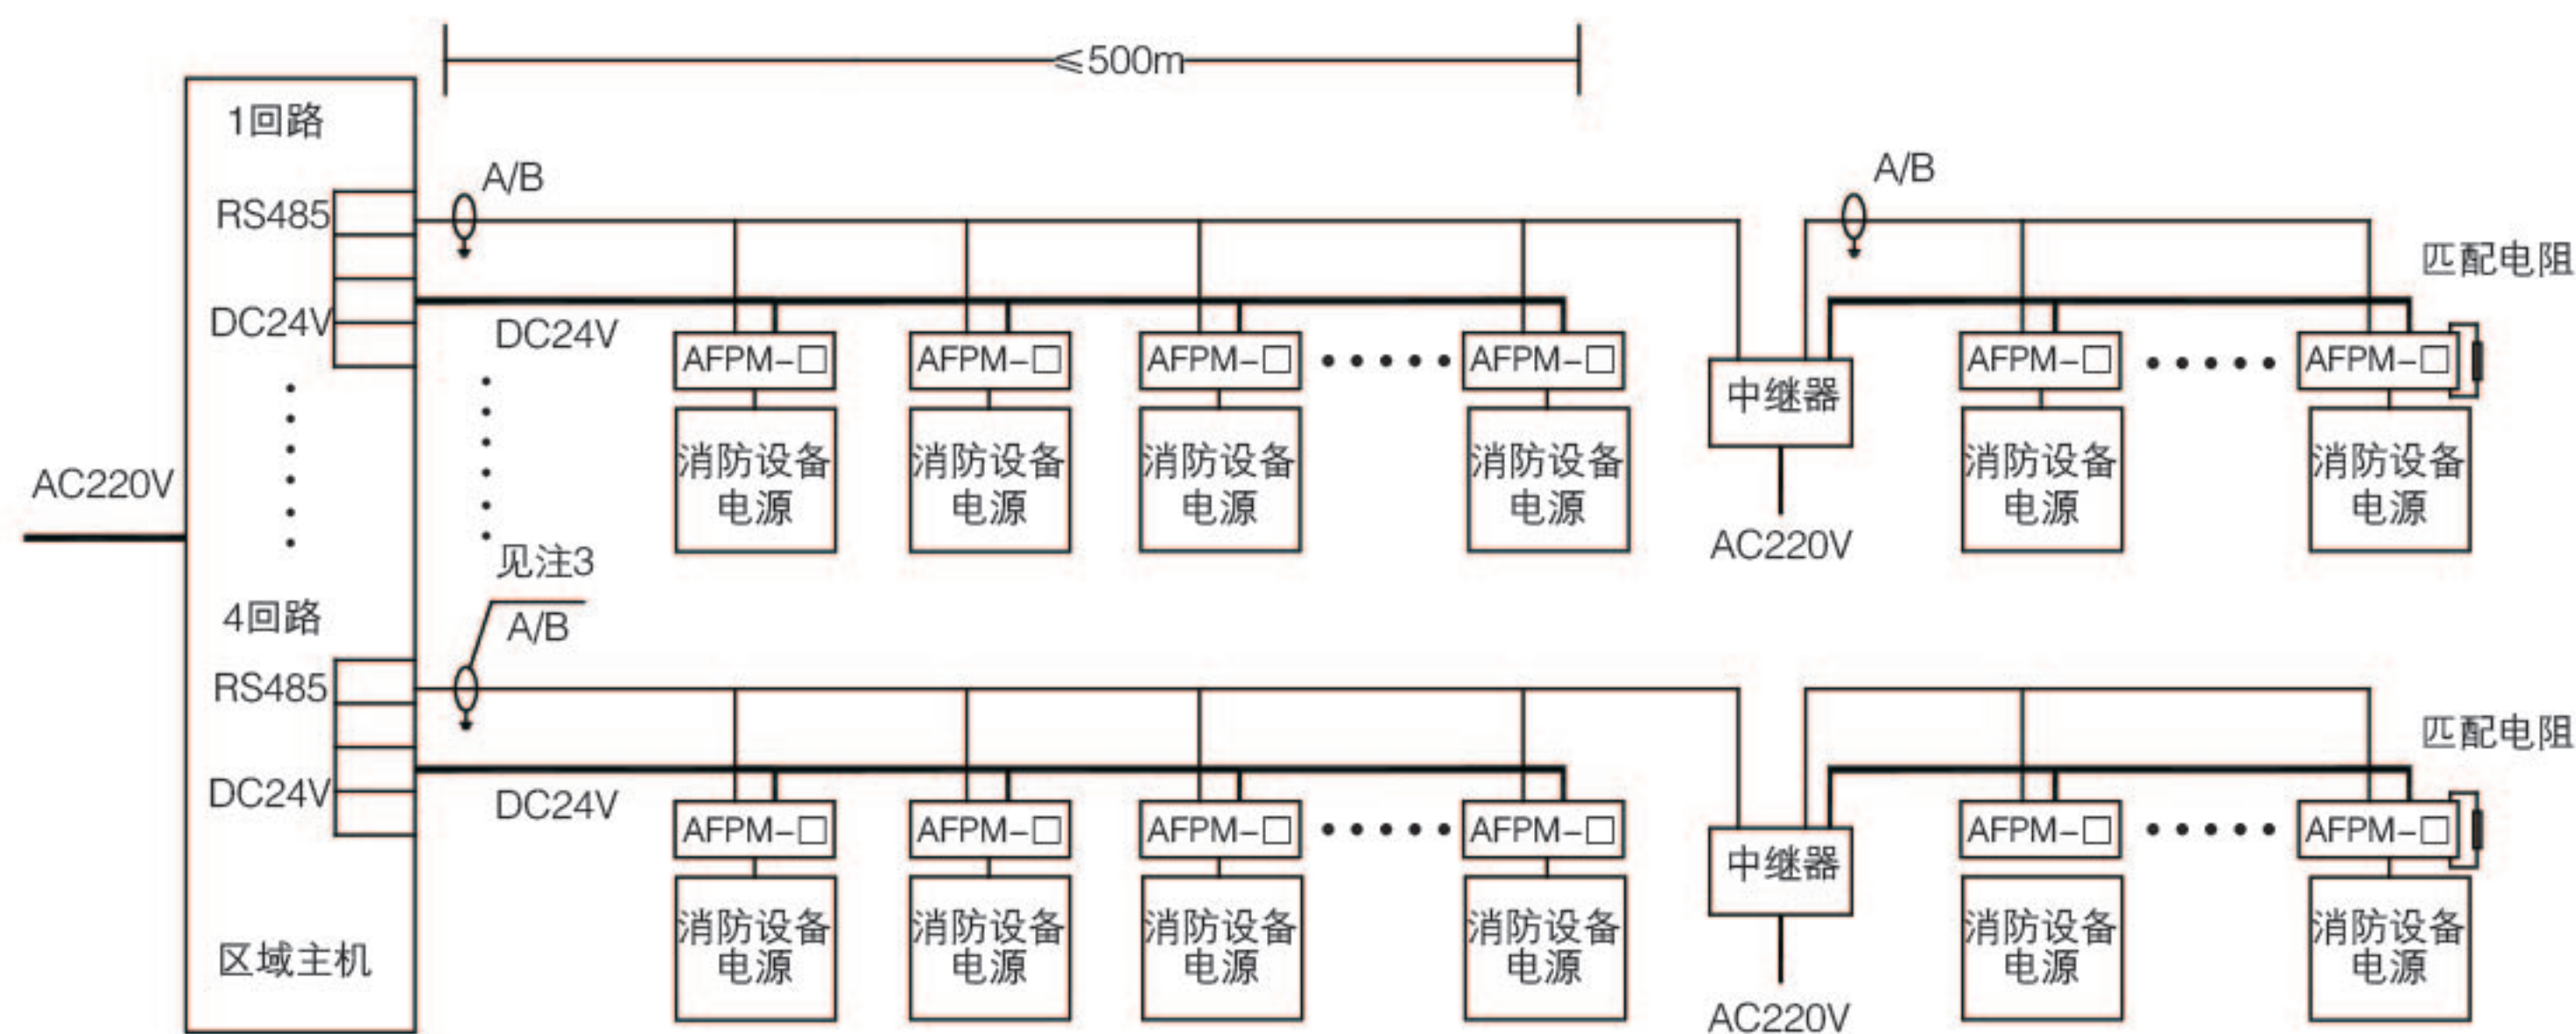 ≤500m
1回路
A/B
A/B
RS485
匹配电阻
DC24V
DC24V
AFPM-□
AFPM-□
AFPM-□
AFPM-□
AFPM-□
AFPM-□
中继器
消防设备
电源
消防设备
电源
消防设备
电源
消防设备
电源
消防设备
电源
消防设备
电源
AC220V
AC220V
见注3
4回路
A/B
RS485
匹配电阻
DC24V
DC24V
AFPM-□
AFPM-□
AFPM-□
AFPM-□
AFPM-□
AFPM-□
中继器
消防设备
电源
消防设备
电源
消防设备
电源
消防设备
电源
消防设备
电源
消防设备
电源
区域主机
AC220V